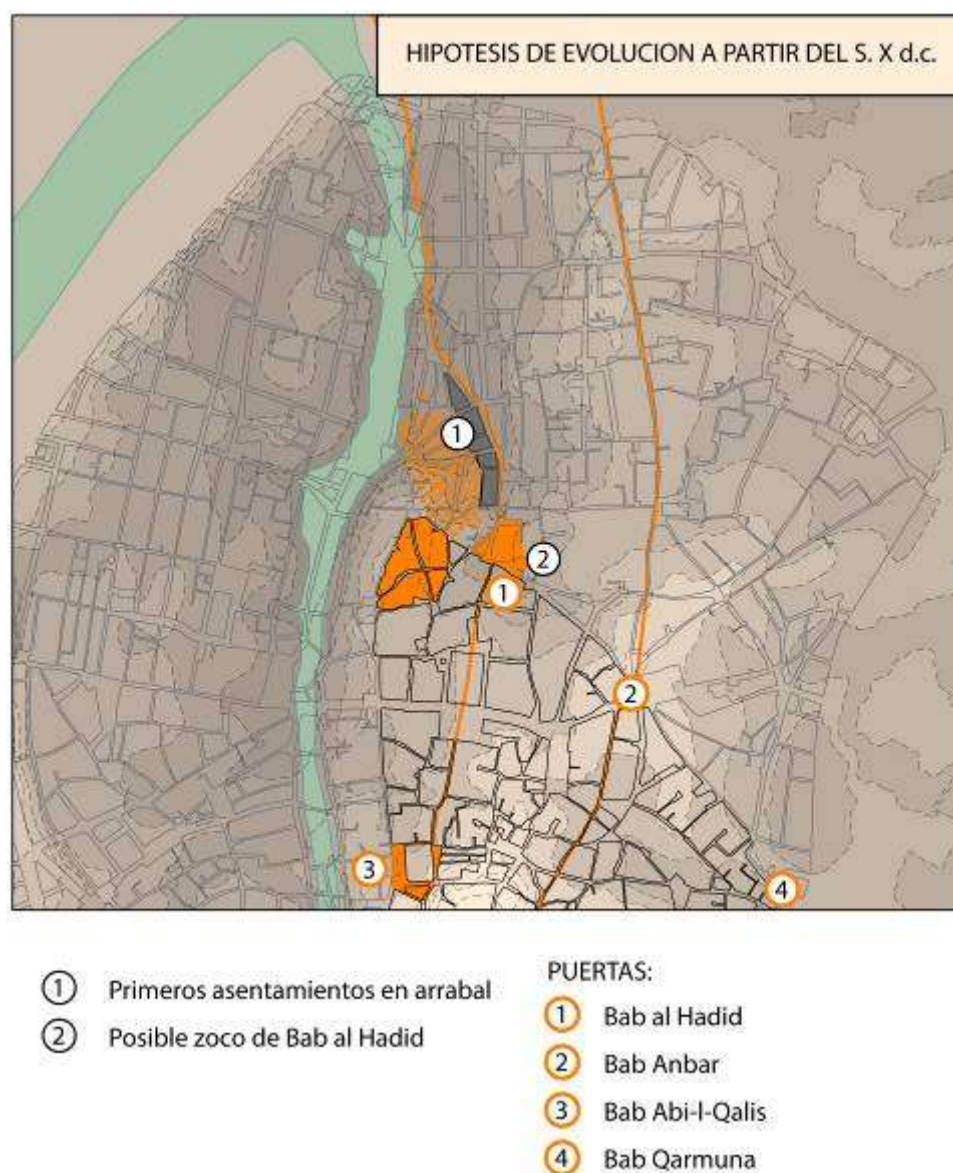 HIPOTESIS DE EVOLUCION A PARTIR DEL S. X d.c.
1
2
1
2
3
4
1 Primeros asentamientos en arrabal
2 Posible zoco de Bab al Hadid
PUERTAS:
1 Bab al Hadid
2 Bab Anbar
3 Bab Abi-l-Qalis
4 Bab Qarmuna